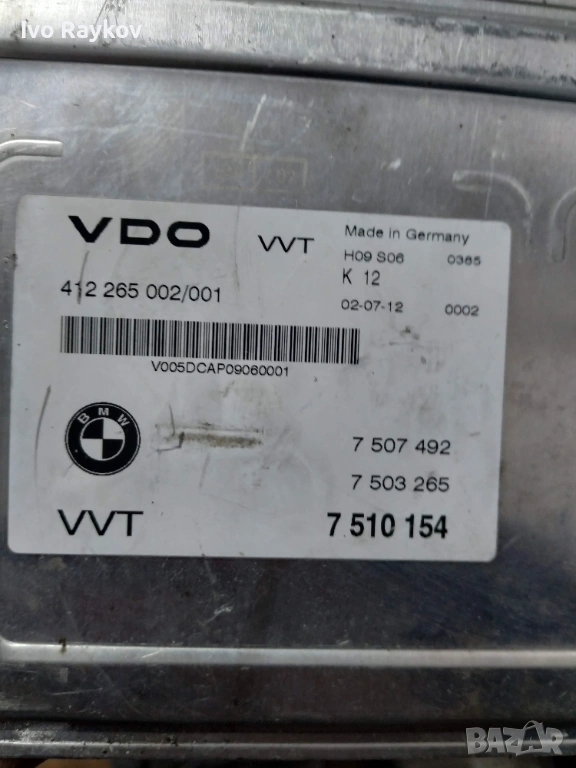 Ivo Raykov
VDO VVT
Made in Germany
H09 S06 0365
K 12
02-07-12 0002
412 265 002/001
V005DCAP09060001
BMW
7 507 492
7 503 265
VVT 7 510 154
BAZAR